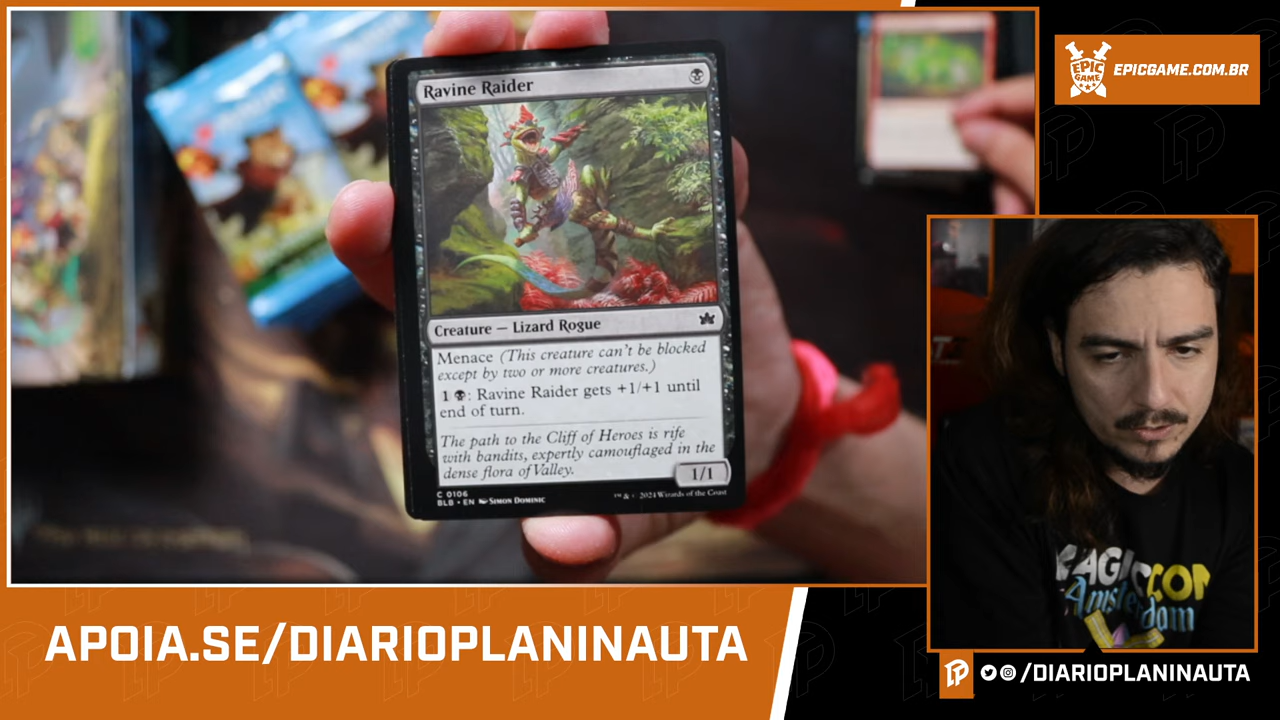 Ravine Raider
Creature — Lizard Rogue
Menace (This creature can't be blocked
except by two or more creatures.)
1 : Ravine Raider gets +1/+1 until
end of turn.
The path to the Cliff of Heroes is rife
with bandits, expertly camouflaged in the
dense flora of Valley.
1/1
C 0106
BLB • EN SIMON DOMINIC
™ & © 2024 Wizards of the Coast
EPIC
GAME
EPICGAME.COM.BR
MAGICCON
Amsterdam
APOIA.SE/DIARIOPLANINAUTA
/DIARIOPLANINAUTA